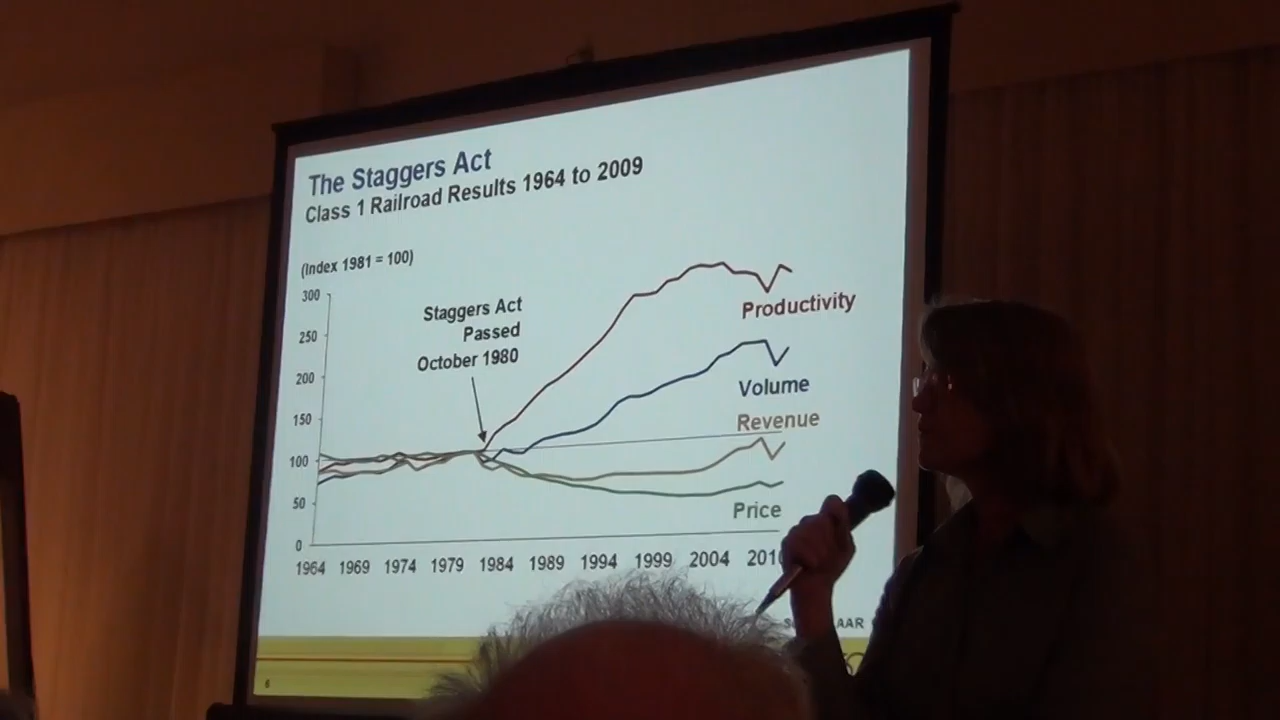 The Staggers Act
Class 1 Railroad Results 1964 to 2009
(Index 1981 = 100)
300
250
200
150
100
50
0
Staggers Act
Passed
October 1980
Productivity
Volume
Revenue
Price
1964 1969 1974 1979 1984 1989 1994 1999 2004 2010
AAR
6